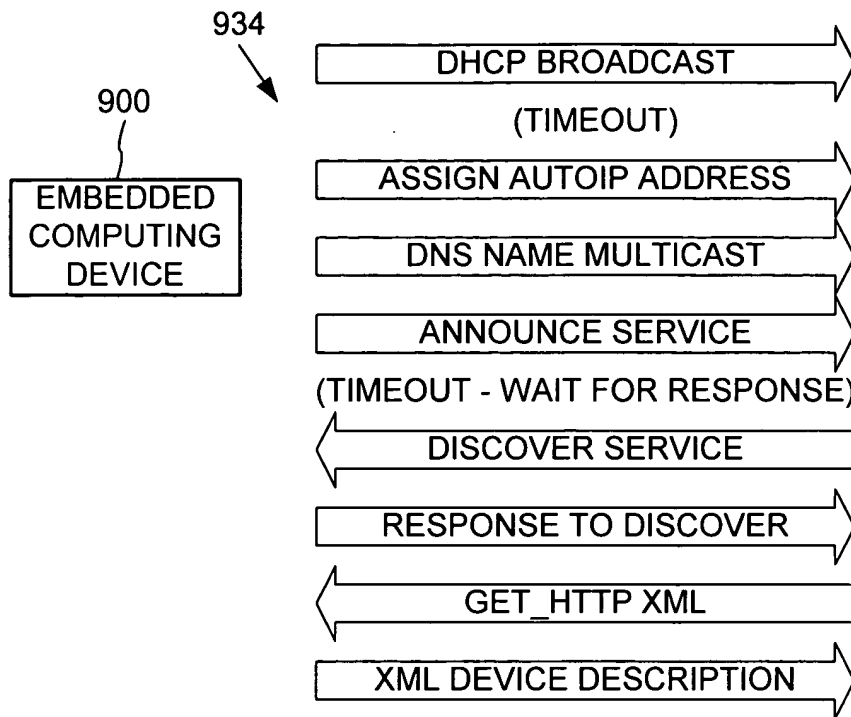 934
DHCP BROADCAST
900
(TIMEOUT)
EMBEDDED
COMPUTING
DEVICE
ASSIGN AUTOIP ADDRESS
DNS NAME MULTICAST
ANNOUNCE SERVICE
(TIMEOUT - WAIT FOR RESPONSE)
DISCOVER SERVICE
RESPONSE TO DISCOVER
GET_HTTP XML
XML DEVICE DESCRIPTION